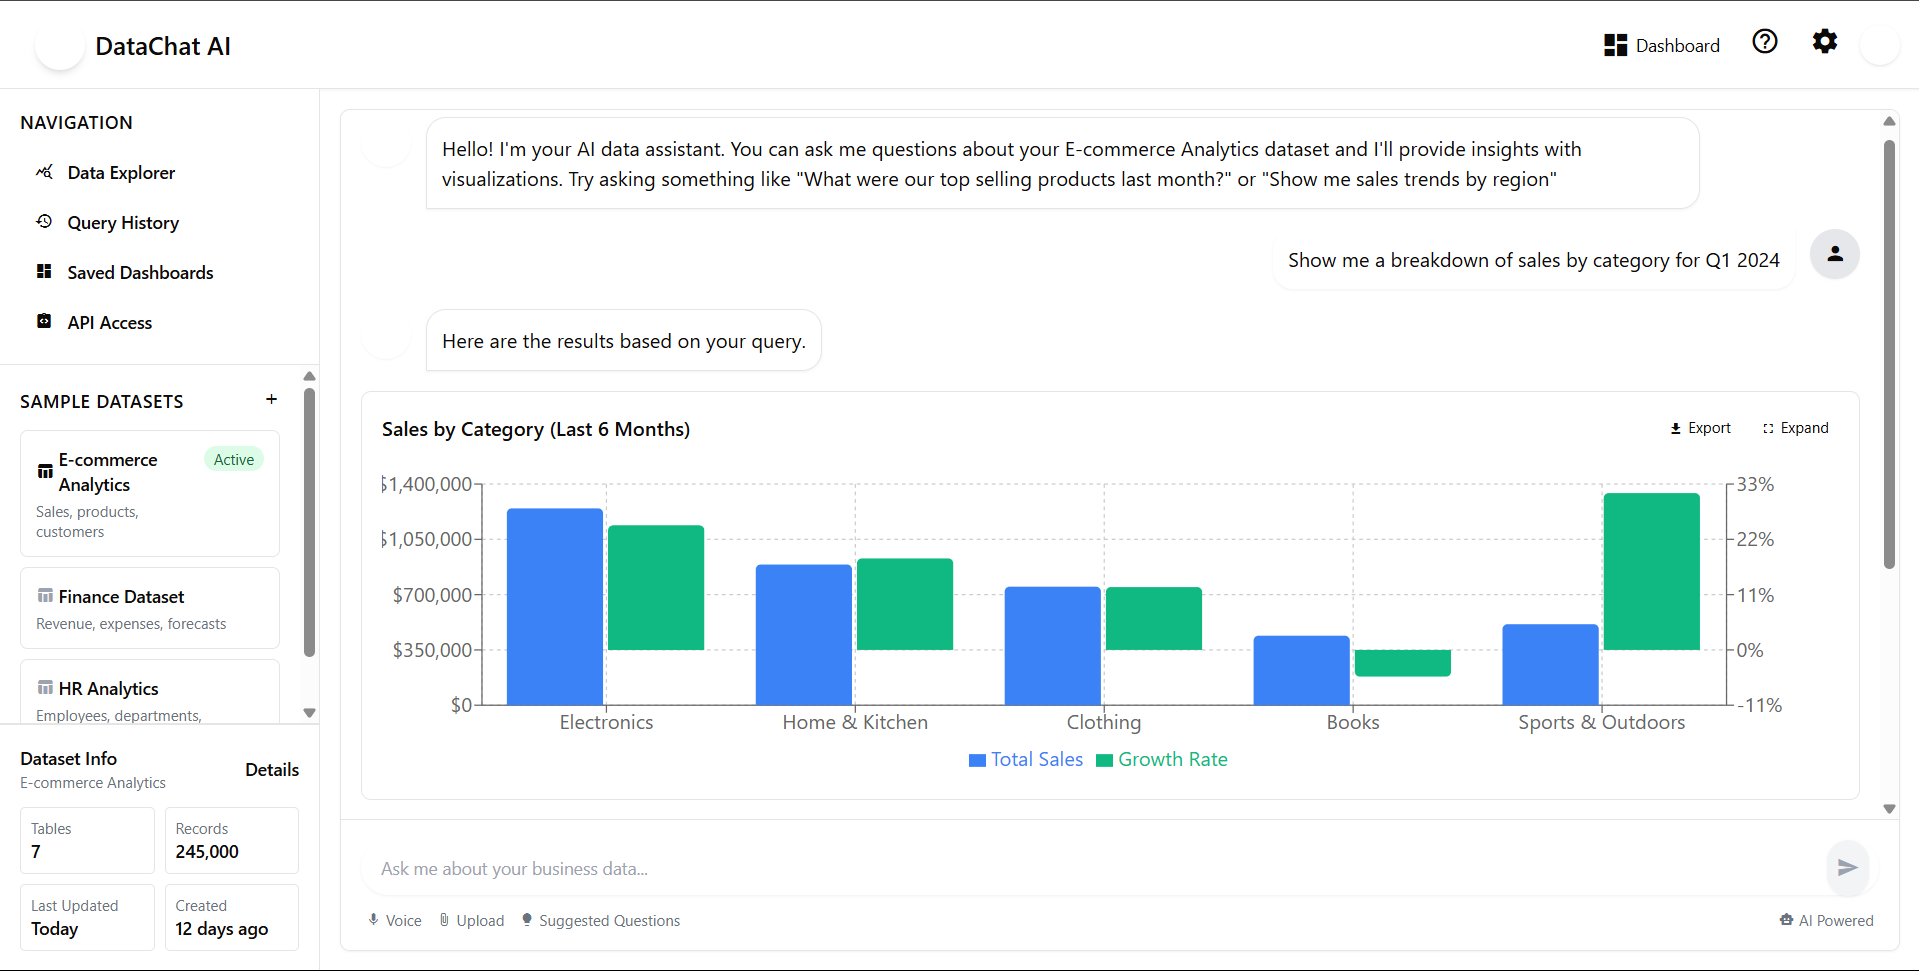 DataChat AI
Dashboard
NAVIGATION
Data Explorer
Query History
Saved Dashboards
API Access
SAMPLE DATASETS
+
E-commerce
Analytics
Active
Sales, products,
customers
Finance Dataset
Revenue, expenses, forecasts
HR Analytics
Employees, departments,
Dataset Info
E-commerce Analytics
Details
Tables
7
Records
245,000
Last Updated
Today
Created
12 days ago
Hello! I'm your AI data assistant. You can ask me questions about your E-commerce Analytics dataset and I'll provide insights with
visualizations. Try asking something like "What were our top selling products last month?" or "Show me sales trends by region"
Show me a breakdown of sales by category for Q1 2024
Here are the results based on your query.
Sales by Category (Last 6 Months)
Export
Expand
$1,400,000
$1,050,000
$700,000
$350,000
$0
33%
22%
11%
0%
-11%
Electronics
Home & Kitchen
Clothing
Books
Sports & Outdoors
Total Sales
Growth Rate
Ask me about your business data...
Voice
Upload
Suggested Questions
AI Powered